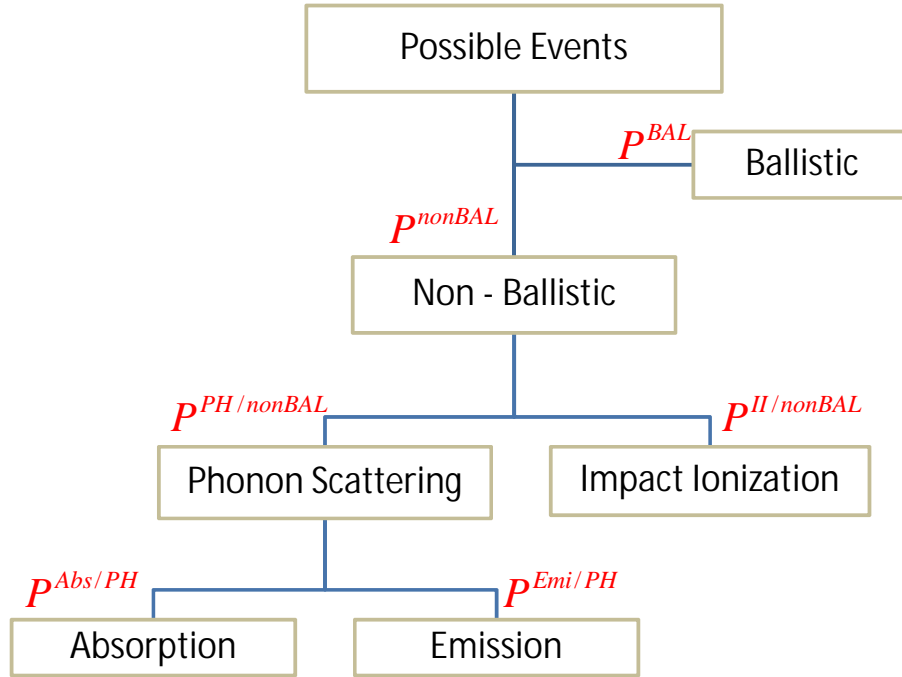 Possible Events
P^{BAL}
Ballistic
P^{nonBAL}
Non - Ballistic
P^{PH/nonBAL}
P^{II/nonBAL}
Phonon Scattering
Impact Ionization
P^{Abs/PH}
P^{Emi/PH}
Absorption
Emission